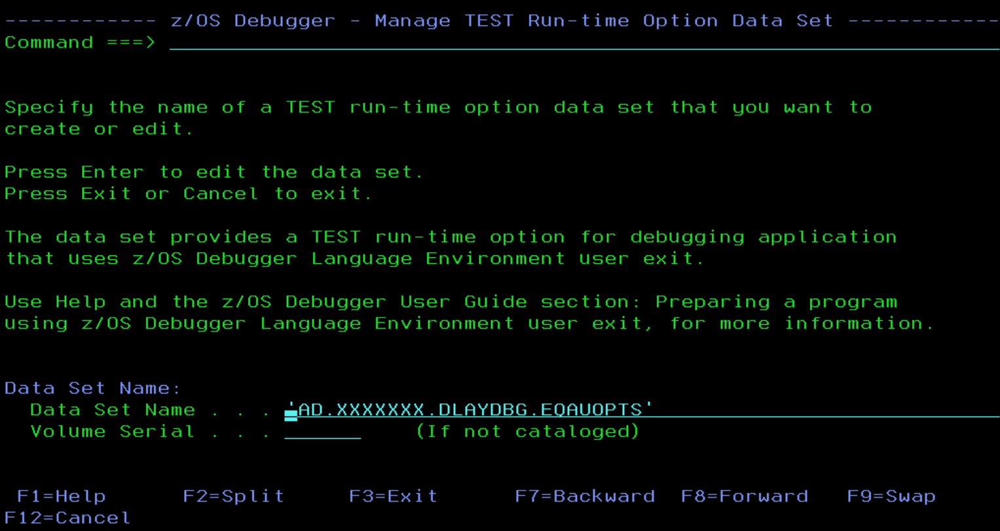 ------------ z/OS Debugger - Manage TEST Run-time Option Data Set ------------
Command ===>
Specify the name of a TEST run-time option data set that you want to
create or edit.
Press Enter to edit the data set.
Press Exit or Cancel to exit.
The data set provides a TEST run-time option for debugging application
that uses z/OS Debugger Language Environment user exit.
Use Help and the z/OS Debugger User Guide section: Preparing a program
using z/OS Debugger Language Environment user exit, for more information.
Data Set Name:
Data Set Name . . . 'AD.XXXXXXX.DLAYDBG.EQAUOPTS'
Volume Serial . . . (If not cataloged)
F1=Help F2=Split F3=Exit F7=Backward F8=Forward F9=Swap
F12=Cancel